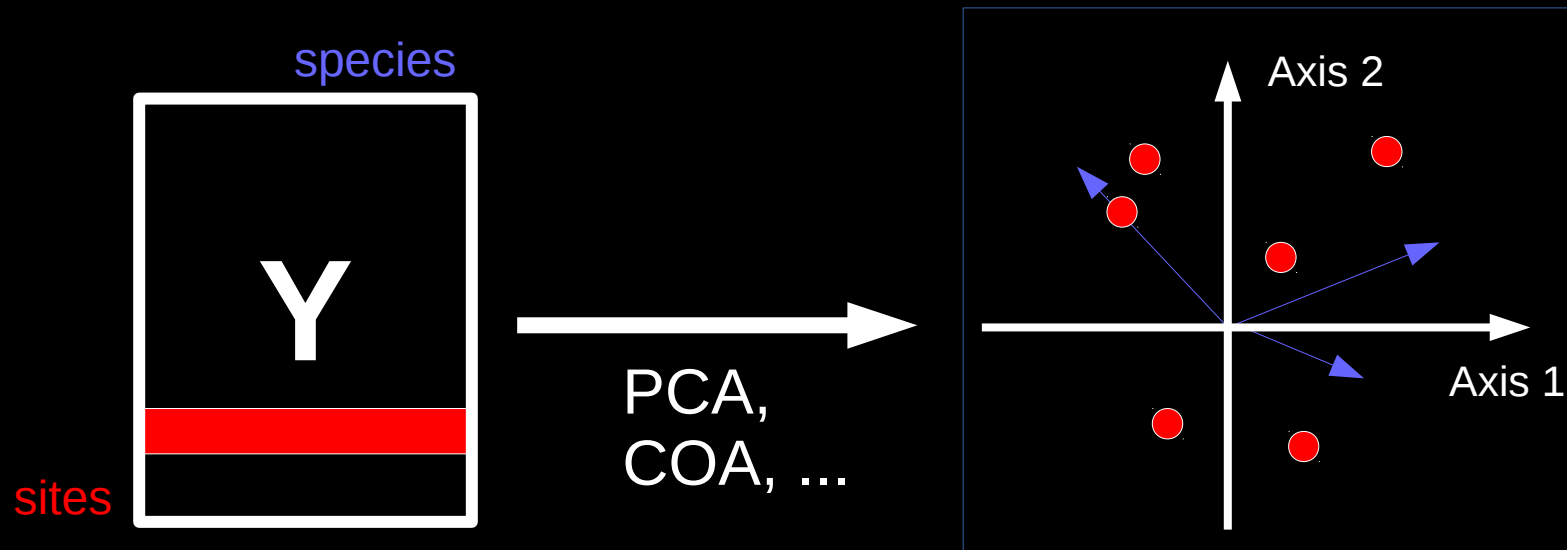 species
Y
sites
PCA,
COA, ...
Axis 2
Axis 1